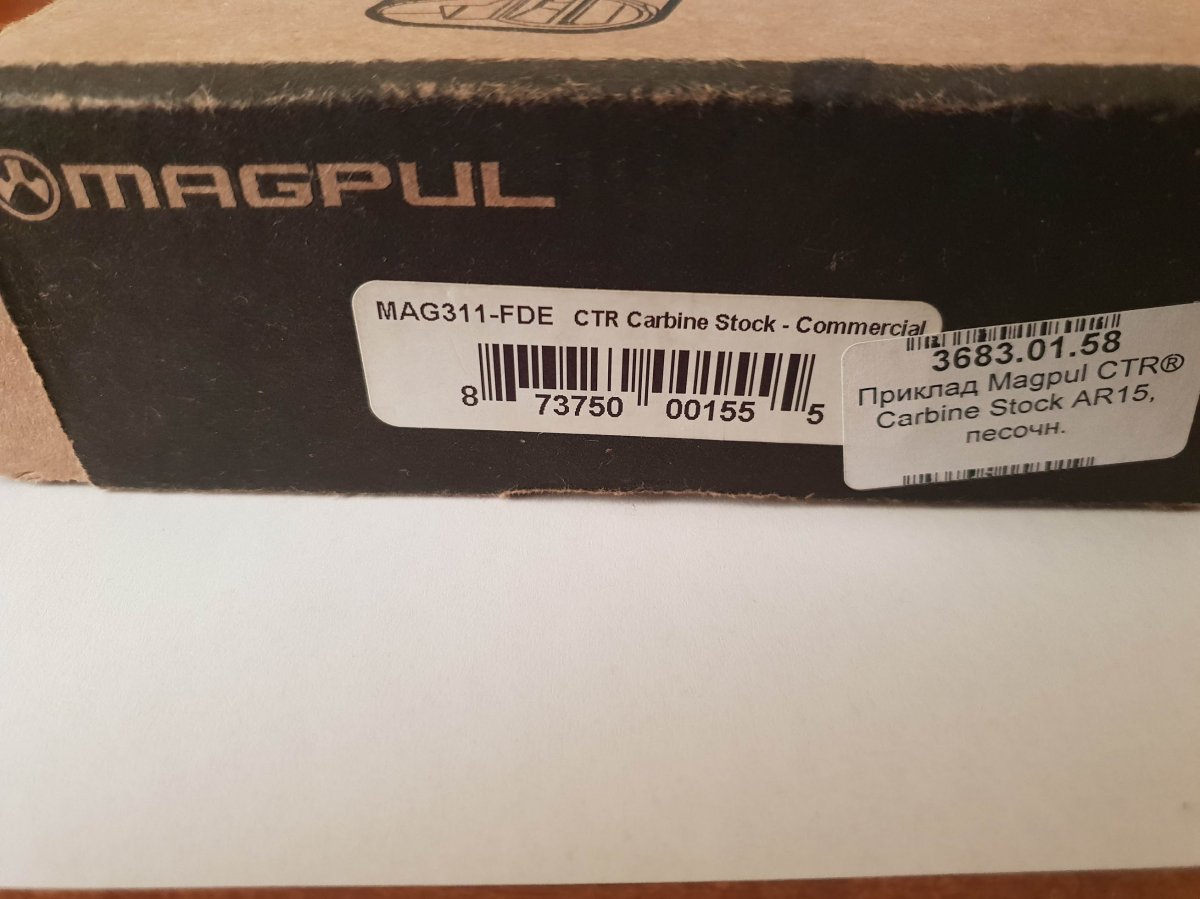 MAGPUL
MAG311-FDE CTR Carbine Stock - Commercial
8 73750 00155 5
3683.01.58
Приклад Magpul CTR®
Carbine Stock AR15,
песочн.